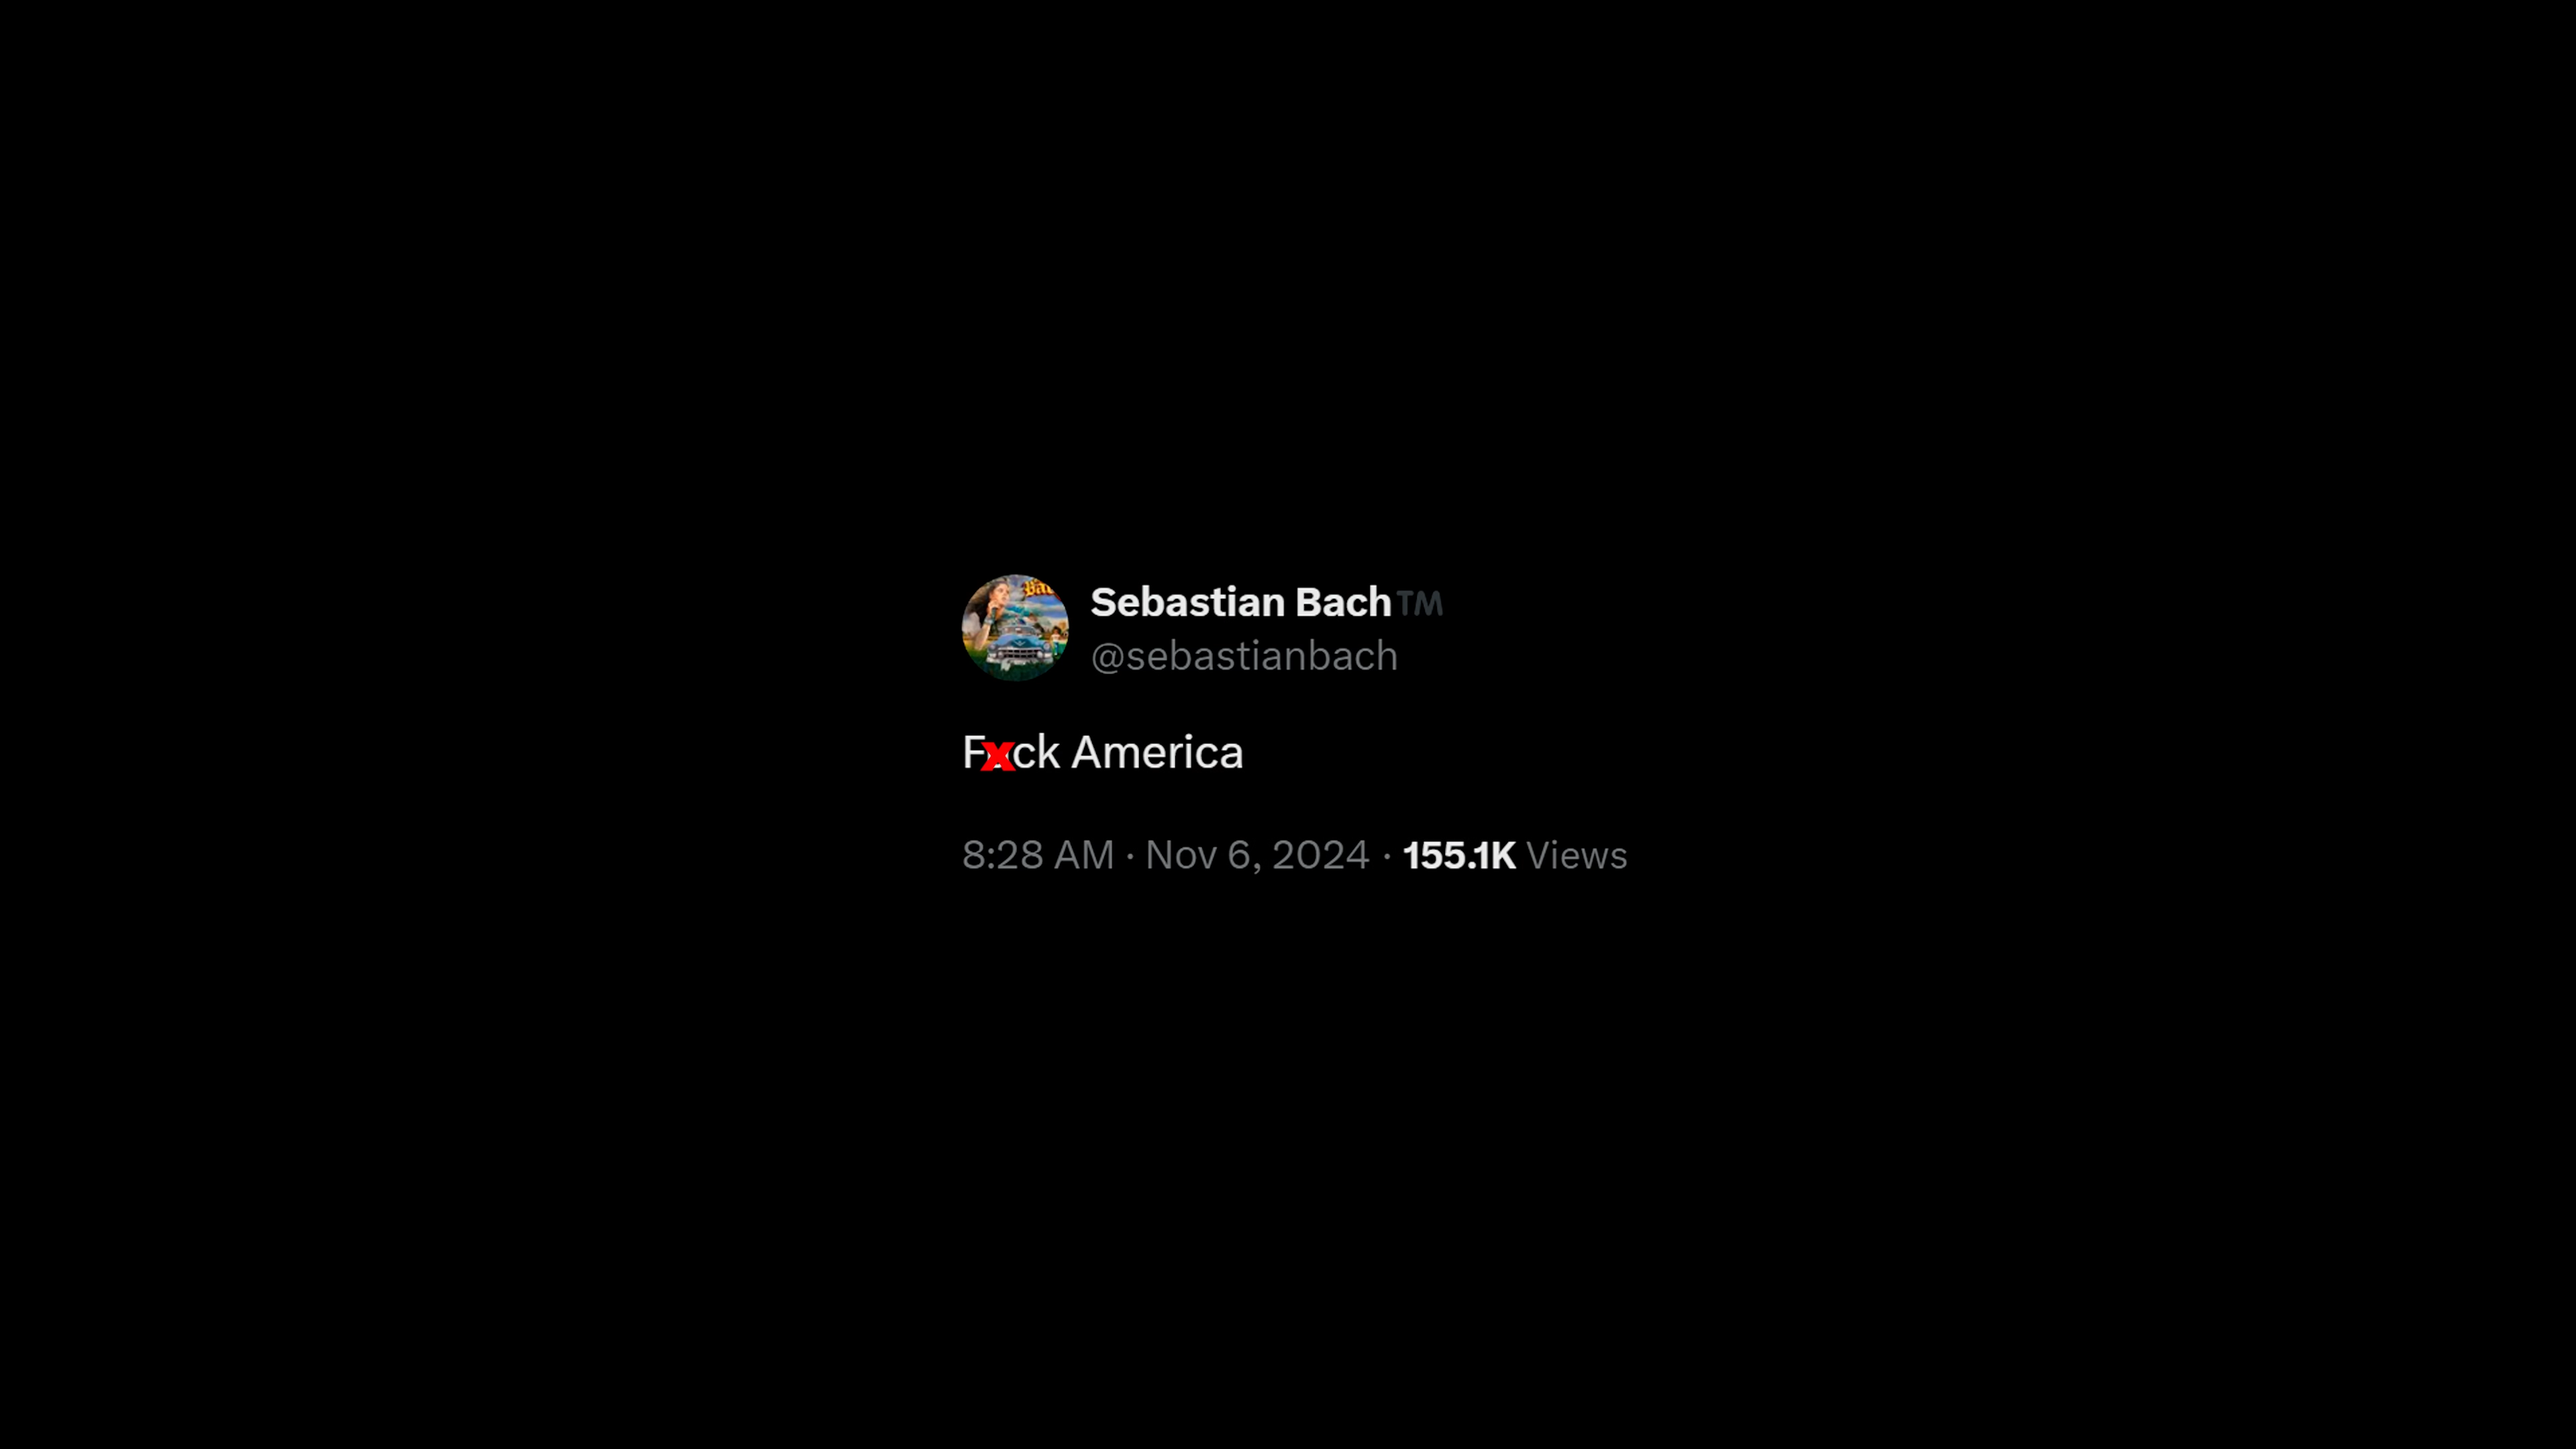 Sebastian Bach™
@sebastianbach
Fxck America
8:28 AM · Nov 6, 2024 · 155.1K Views